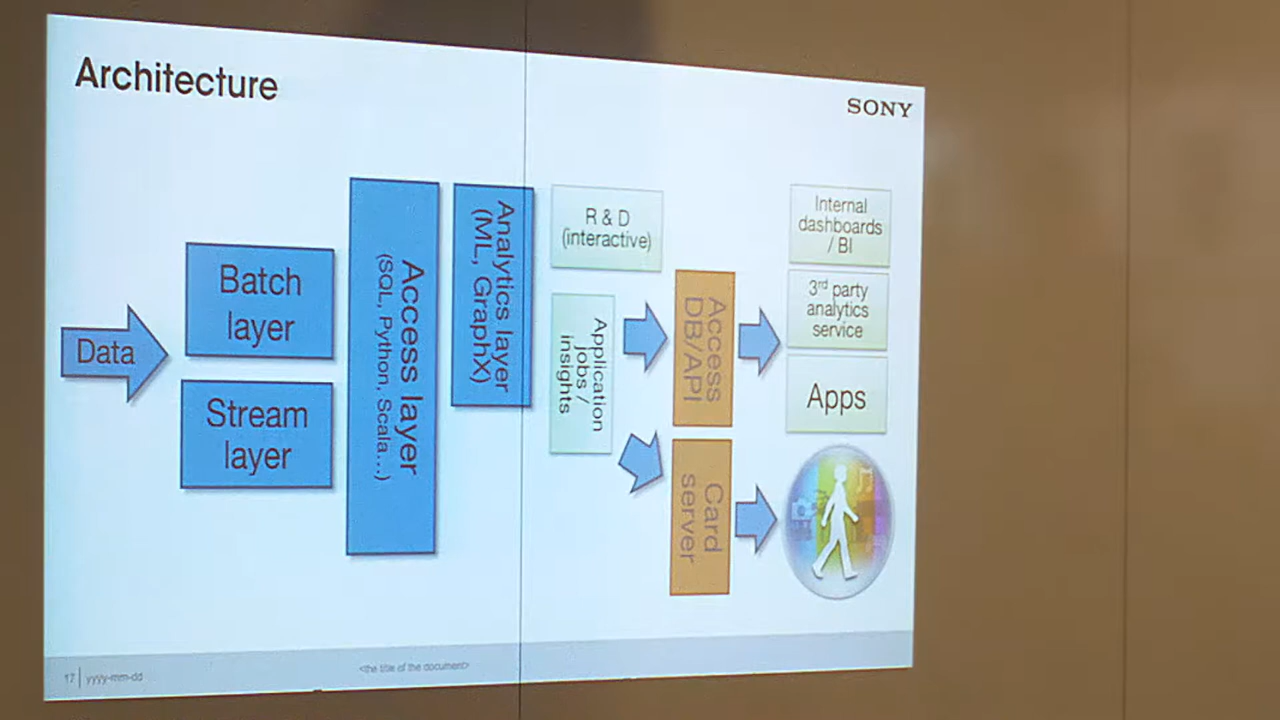 Architecture
SONY
Data
Batch
layer
Stream
layer
Access layer
(SQL, Python, Scala...)
Analytics layer
(ML, GraphX)
R & D
(interactive)
Application
jobs /
insights
Access
DB/API
Card
server
Internal
dashboards
/ BI
3rd party
analytics
service
Apps
17 yyyy-mm-dd
<the title of the document>